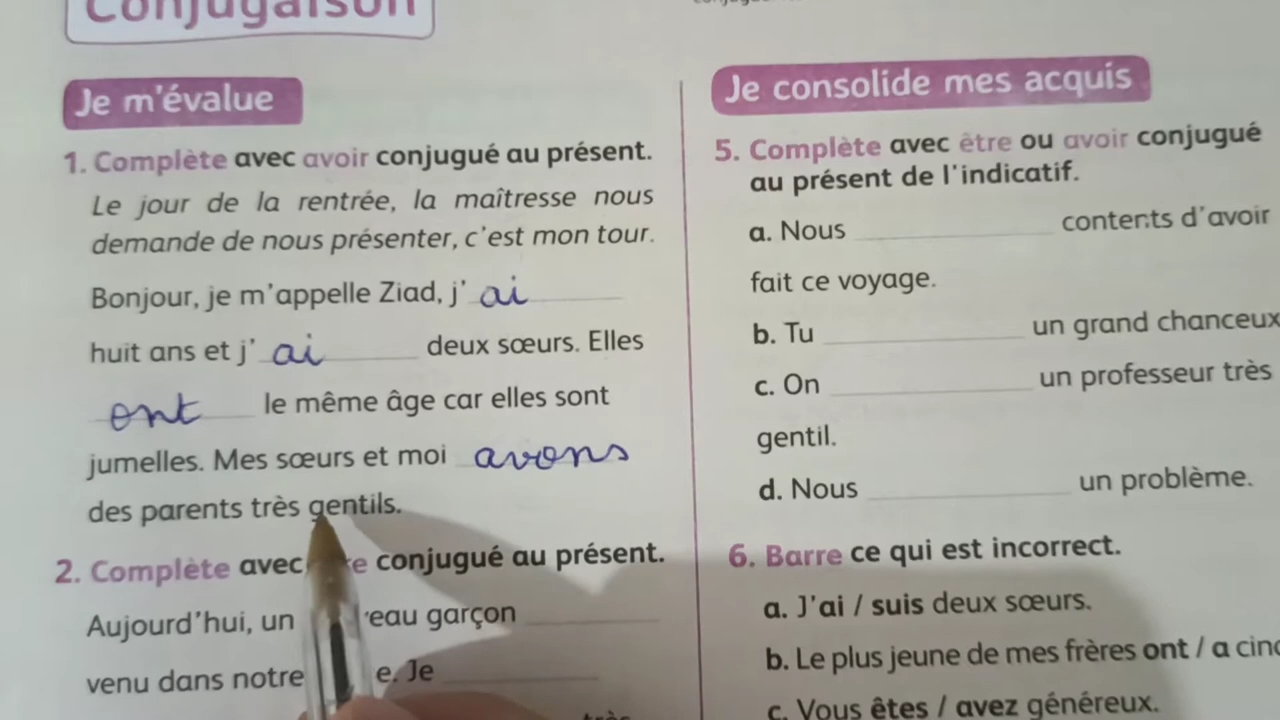 Conjugaison
Je m'évalue
1. Complète avec avoir conjugué au présent.
Le jour de la rentrée, la maîtresse nous
demande de nous présenter, c'est mon tour.
Bonjour, je m'appelle Ziad, j' ai
huit ans et j' ai deux sœurs. Elles
ont le même âge car elles sont
jumelles. Mes sœurs et moi avons
des parents très gentils.
2. Complète avec conjugué au présent.
Aujourd'hui, un garçon
venu dans notre Je
très
Je consolide mes acquis
5. Complète avec être ou avoir conjugué
au présent de l'indicatif.
a. Nous contents d'avoir
fait ce voyage.
b. Tu un grand chanceux
c. On un professeur très
gentil.
d. Nous un problème.
6. Barre ce qui est incorrect.
a. J'ai / suis deux sœurs.
b. Le plus jeune de mes frères ont / a cinq
c. Vous êtes / avez généreux.